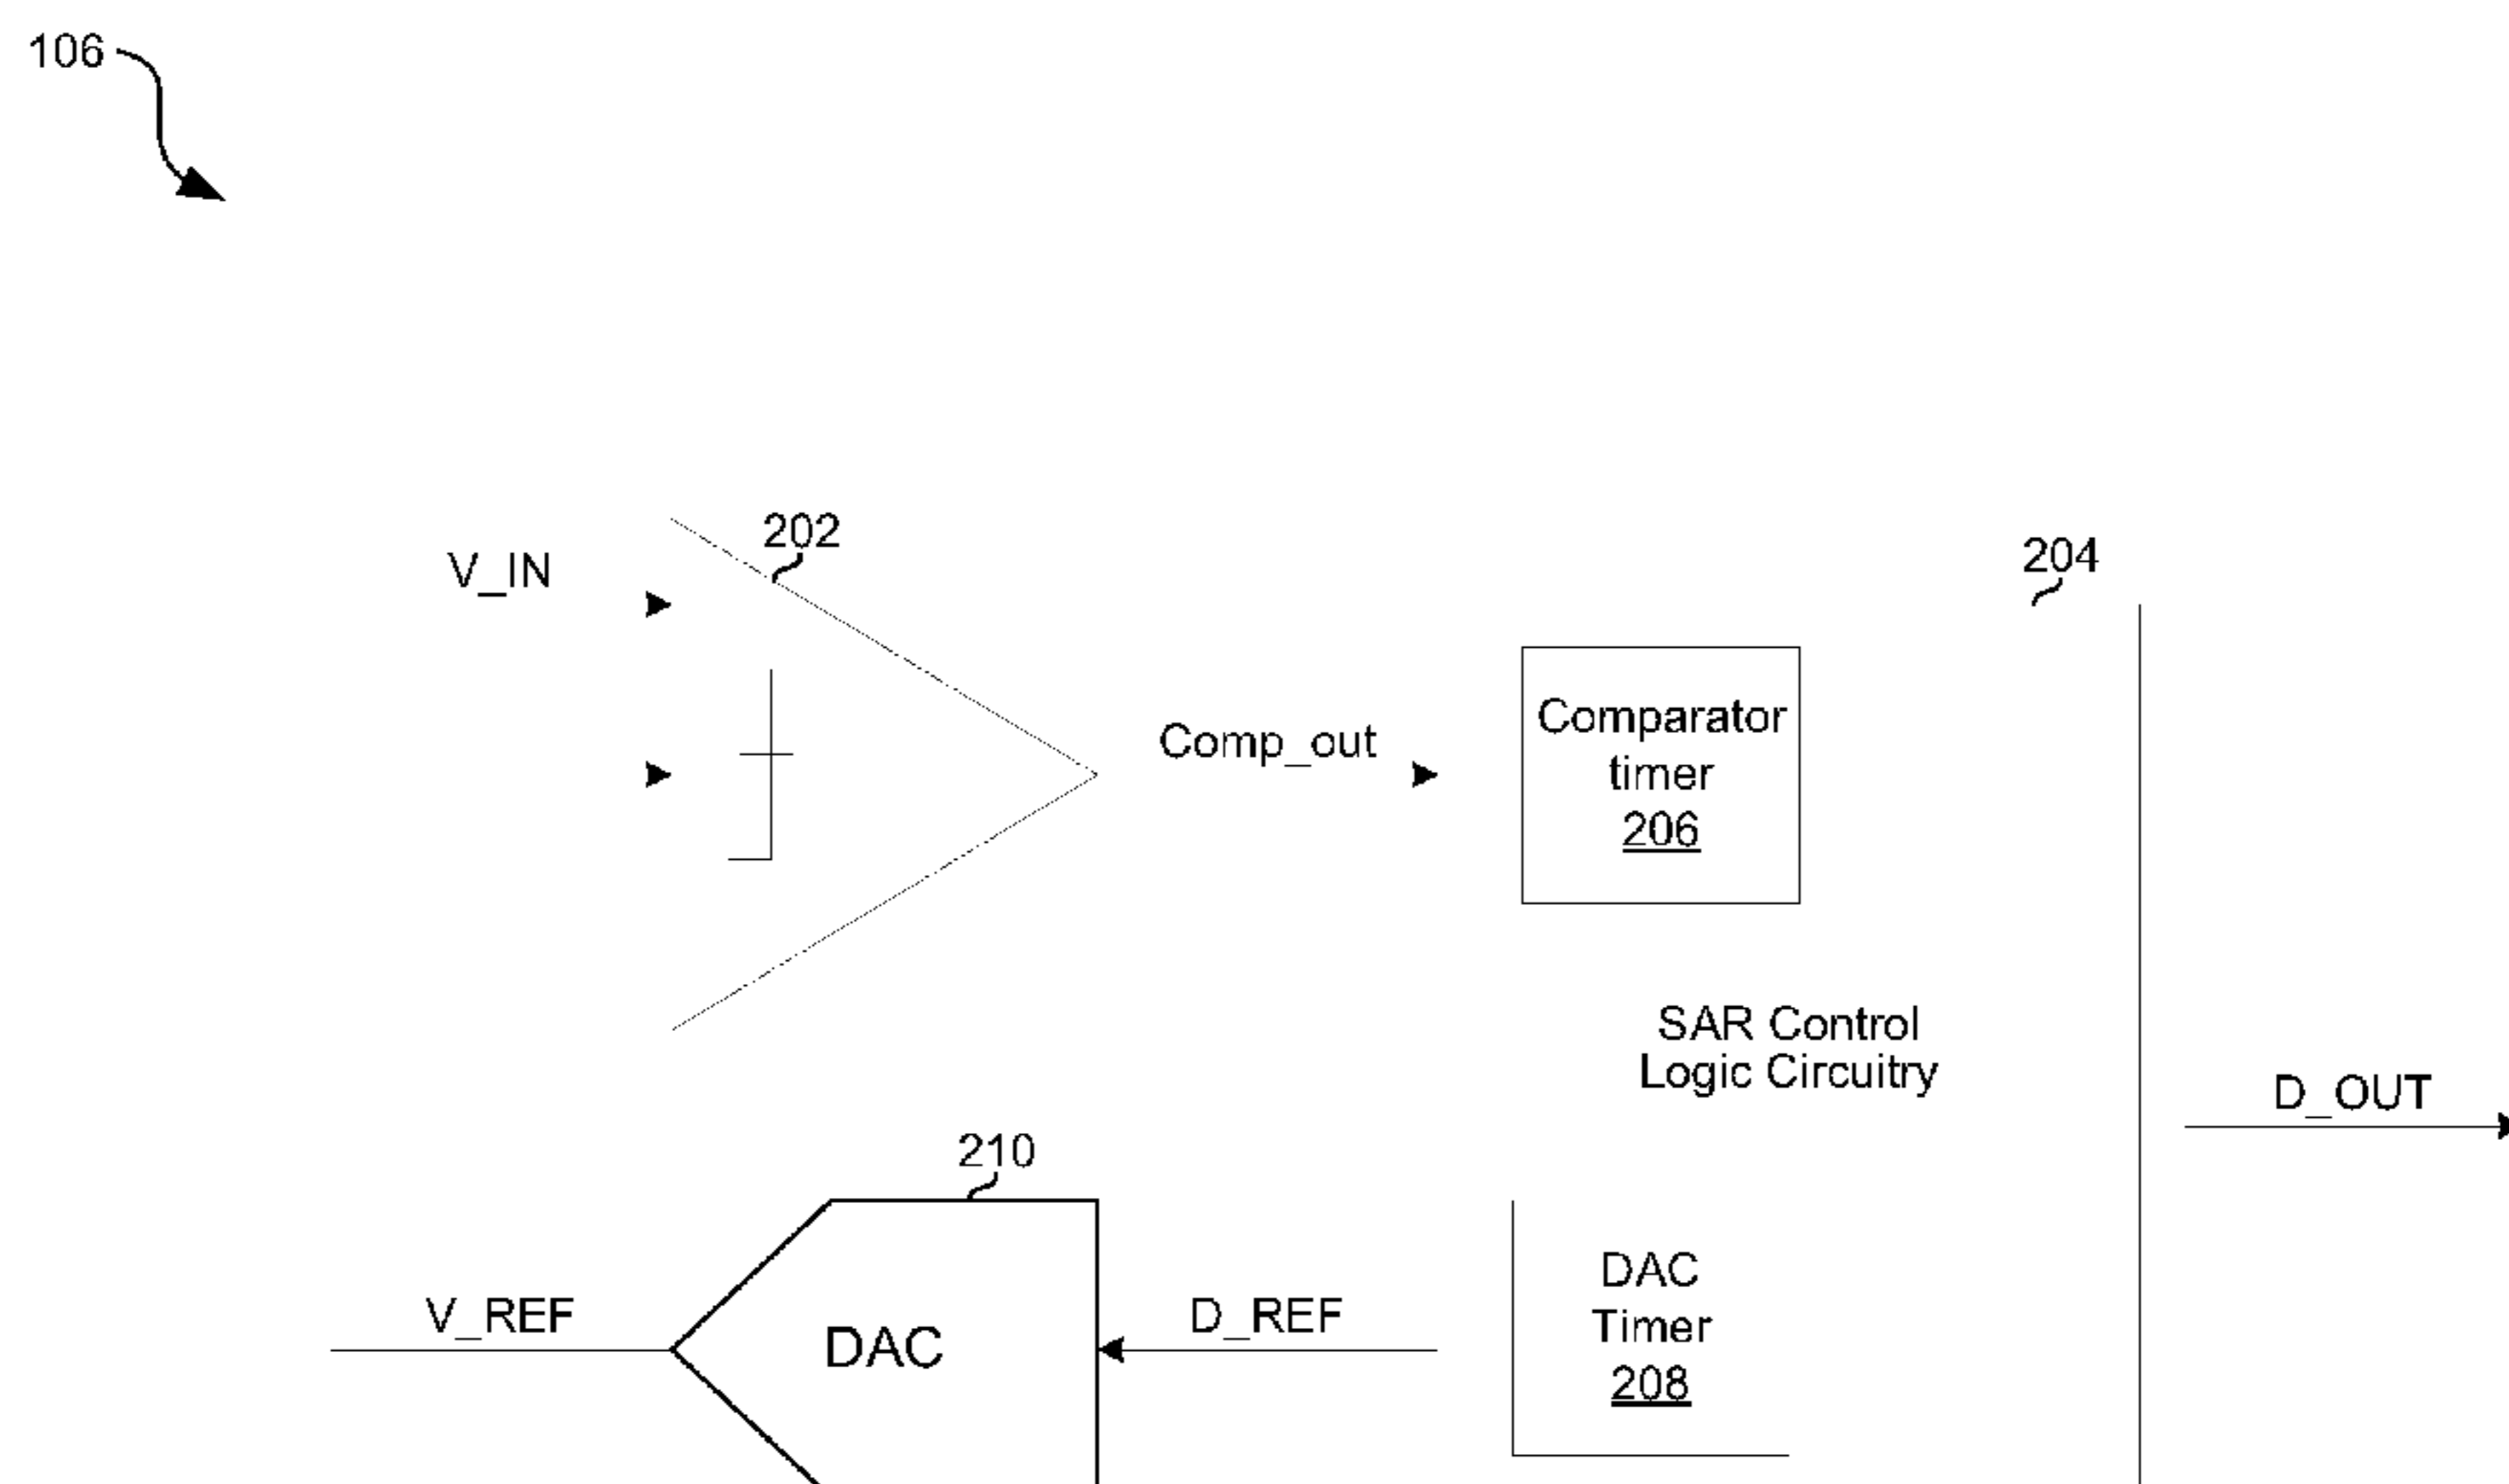 106
202
V_IN
204
Comparator
timer
206
Comp_out
SAR Control
Logic Circuitry
D_OUT
210
DAC
Timer
208
V_REF
DAC
D_REF